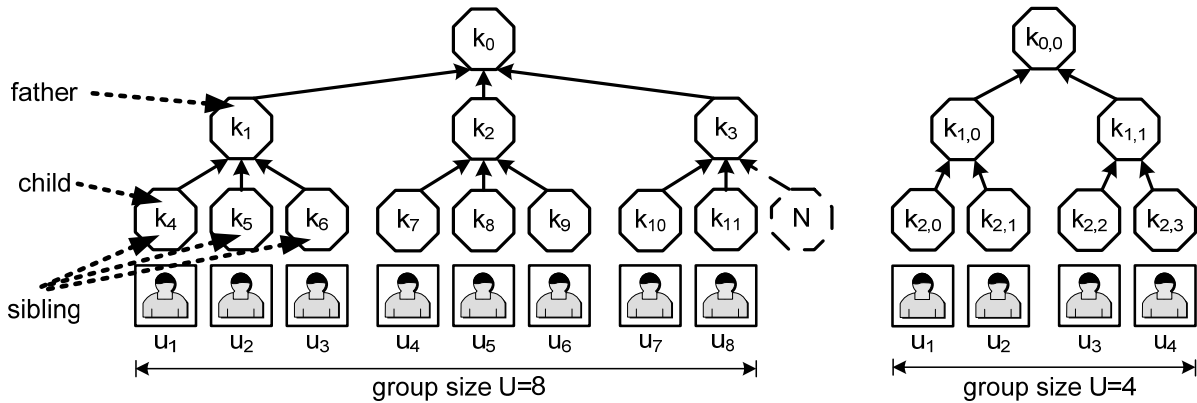 k0 k0,0
father
k1 k2 k3 k1,0 k1,1
child
k4 k5 k6 k7 k8 k9 k10 k11 N k2,0 k2,1 k2,2 k2,3
sibling
u1 u2 u3 u4 u5 u6 u7 u8 u1 u2 u3 u4
group size U=8 group size U=4